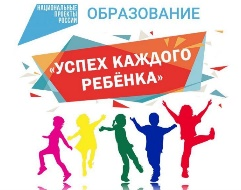 НАЦИОНАЛЬНЫЕ
ПРОЕКТЫ
РОССИИ
ОБРАЗОВАНИЕ
«УСПЕХ КАЖДОГО
РЕБЁНКА»